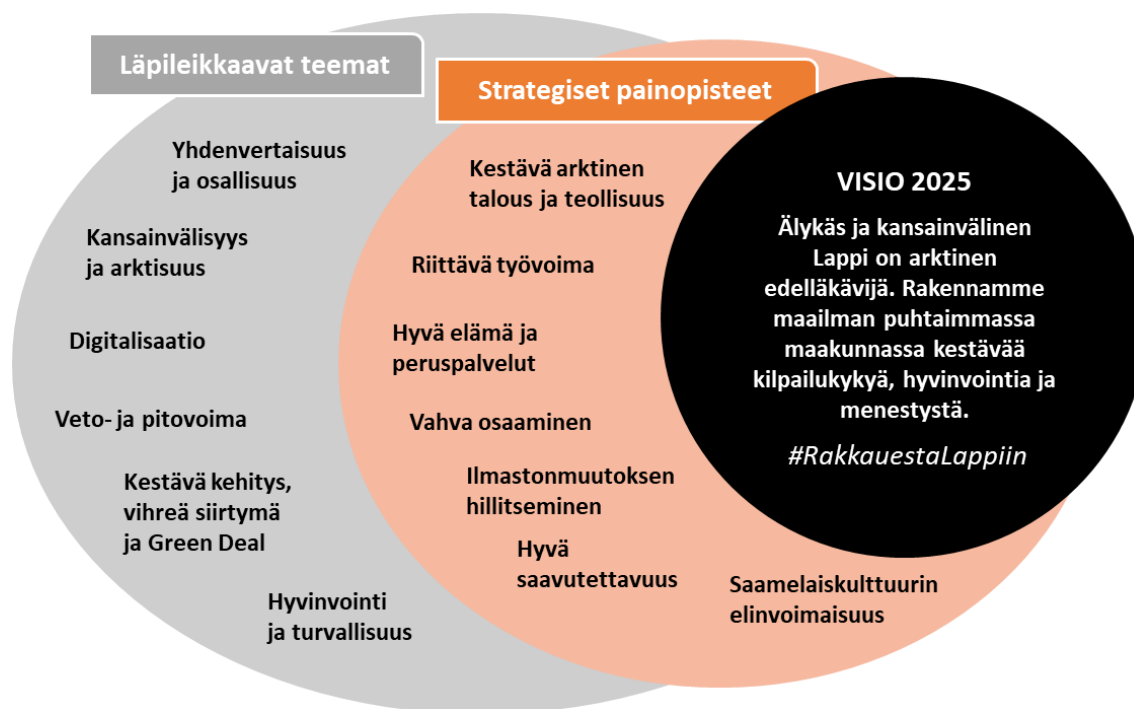 Läpileikkaavat teemat
Yhdenvertaisuus
ja osallisuus
Kansainvälisyys
ja arktisuus
Digitalisaatio
Veto- ja pitovoima
Kestävä kehitys,
vihreä siirtymä
ja Green Deal
Hyvinvointi
ja turvallisuus
Strategiset painopisteet
Kestävä arktinen
talous ja teollisuus
Riittävä työvoima
Hyvä elämä ja
peruspalvelut
Vahva osaaminen
Ilmastonmuutoksen
hillitseminen
Hyvä
saavutettavuus
Saamelaiskulttuurin
elinvoimaisuus
VISIO 2025
Älykäs ja kansainvälinen
Lappi on arktinen
edelläkävijä. Rakennamme
maailman puhtaimmassa
maakunnassa kestävää
kilpailukykyä, hyvinvointia ja
menestystä.
#RakkauestaLappiin